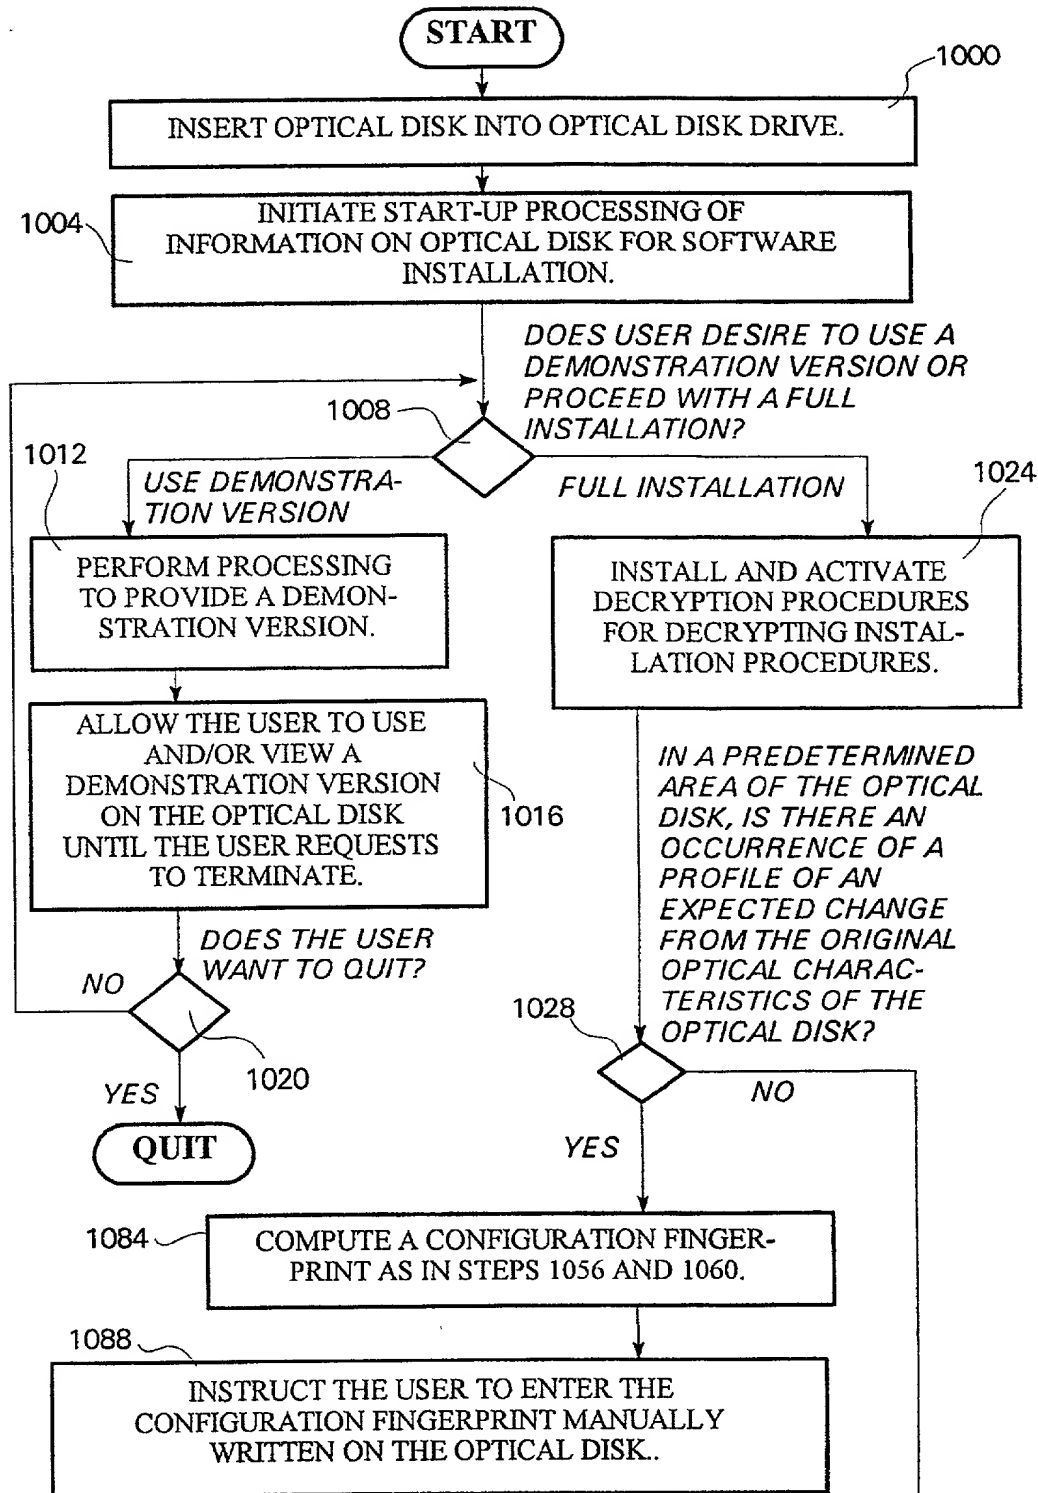 START
1000
INSERT OPTICAL DISK INTO OPTICAL DISK DRIVE.
1004
INITIATE START-UP PROCESSING OF
INFORMATION ON OPTICAL DISK FOR SOFTWARE
INSTALLATION.
DOES USER DESIRE TO USE A
DEMONSTRATION VERSION OR
PROCEED WITH A FULL
INSTALLATION?
1008
1012
USE DEMONSTRA-
TION VERSION
FULL INSTALLATION
1024
PERFORM PROCESSING
TO PROVIDE A DEMON-
STRATION VERSION.
INSTALL AND ACTIVATE
DECRYPTION PROCEDURES
FOR DECRYPTING INSTAL-
LATION PROCEDURES.
ALLOW THE USER TO USE
AND/OR VIEW A
DEMONSTRATION VERSION
ON THE OPTICAL DISK
UNTIL THE USER REQUESTS
TO TERMINATE.
1016
IN A PREDETERMINED
AREA OF THE OPTICAL
DISK, IS THERE AN
OCCURRENCE OF A
PROFILE OF AN
EXPECTED CHANGE
FROM THE ORIGINAL
OPTICAL CHARAC-
TERISTICS OF THE
OPTICAL DISK?
DOES THE USER
WANT TO QUIT?
NO
1020
YES
QUIT
1028
NO
YES
1084
COMPUTE A CONFIGURATION FINGER-
PRINT AS IN STEPS 1056 AND 1060.
1088
INSTRUCT THE USER TO ENTER THE
CONFIGURATION FINGERPRINT MANUALLY
WRITTEN ON THE OPTICAL DISK..